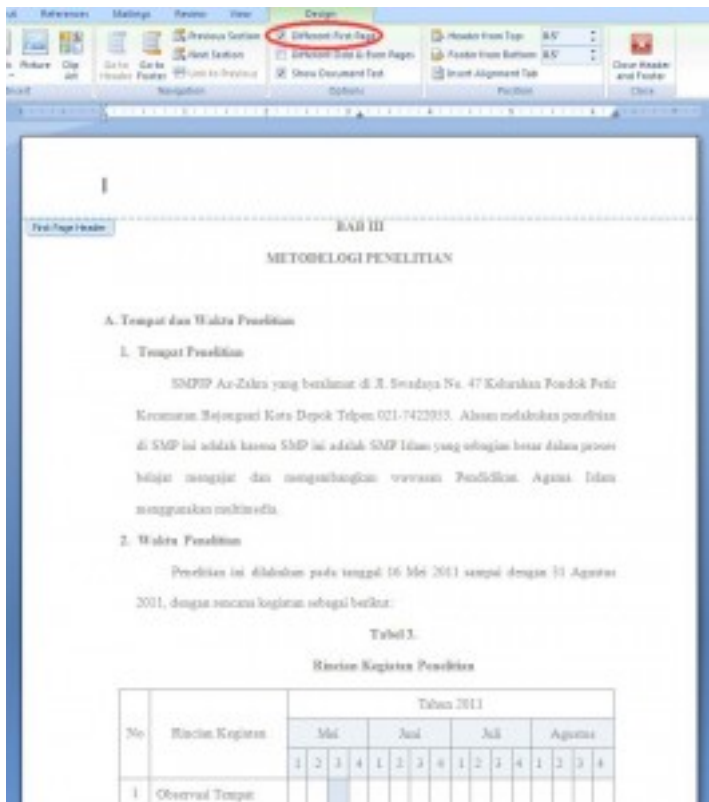 References Mailings Review View Design
Previous Section Different First Page Header from Top: 0.5"
Picture Clip Art Go to Header Go to Footer Next Section Different Odd & Even Pages Footer from Bottom: 0.5" Close Header and Footer
Link to Previous Show Document Text Insert Alignment Tab
Navigation Options Position Close
First Page Header
BAB III
METODELOGI PENELITIAN
A. Tempat dan Waktu Penelitian
1. Tempat Penelitian
SMPIP Az-Zahra yang beralamat di Jl. Swadaya No. 47 Kelurahan Pondok Petir
Kecamatan Bojongsari Kota Depok Telpon 021-7422033. Alasan melakukan penelitian
di SMP ini adalah karena SMP ini adalah SMP Islam yang sebagian besar dalam proses
belajar mengajar dan mengembangkan wawasan Pendidikan Agama Islam
menggunakan multimedia.
2. Waktu Penelitian
Penelitian ini dilakukan pada tanggal 16 Mei 2011 sampai dengan 31 Agustus
2011, dengan rencana kegiatan sebagai berikut:
Tabel 3.
Rincian Kegiatan Penelitian
Tahun 2011
No Rincian Kegiatan Mei Juni Juli Agustus
1 2 3 4 1 2 3 4 1 2 3 4 1 2 3 4
1 Observasi Tempat